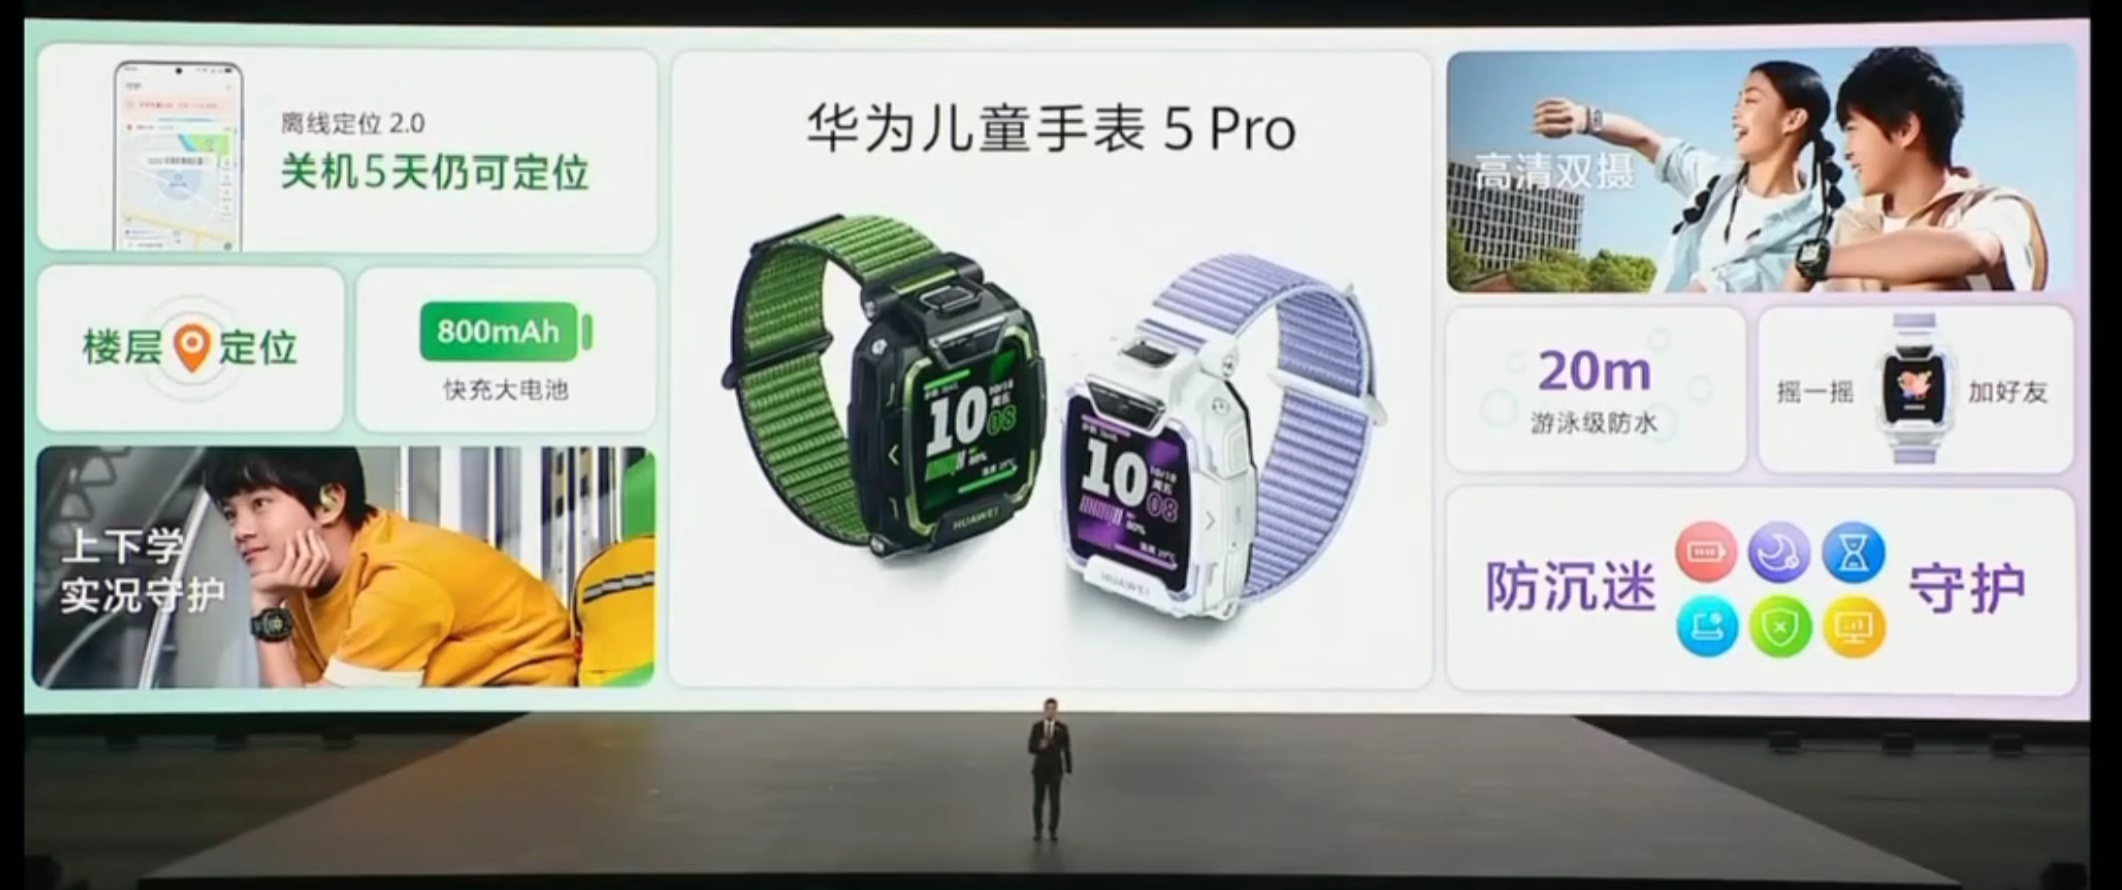 离线定位 2.0
关机5天仍可定位
楼层
定位
800mAh
快充大电池
上下学
实况守护
华为儿童手表 5 Pro
10
08
80%
HUAWEI
10
08
80%
HUAWEI
高清双摄
20m
游泳级防水
摇一摇
加好友
防沉迷
守护